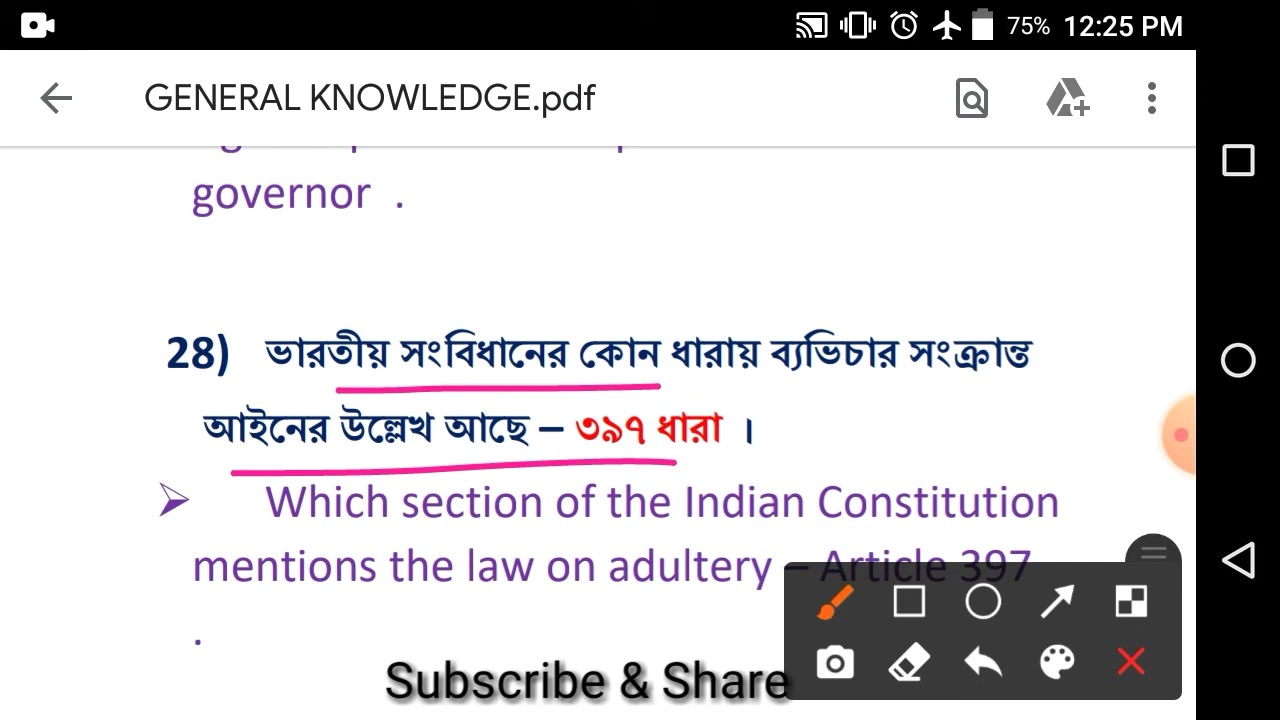 75% 12:25 PM
GENERAL KNOWLEDGE.pdf
governor .
28) ভারতীয় সংবিধানের কোন ধারায় ব্যভিচার সংক্রান্ত
আইনের উল্লেখ আছে – ৩৯৭ ধারা ।
➢ Which section of the Indian Constitution
mentions the law on adultery – Article 397
.
Subscribe & Share